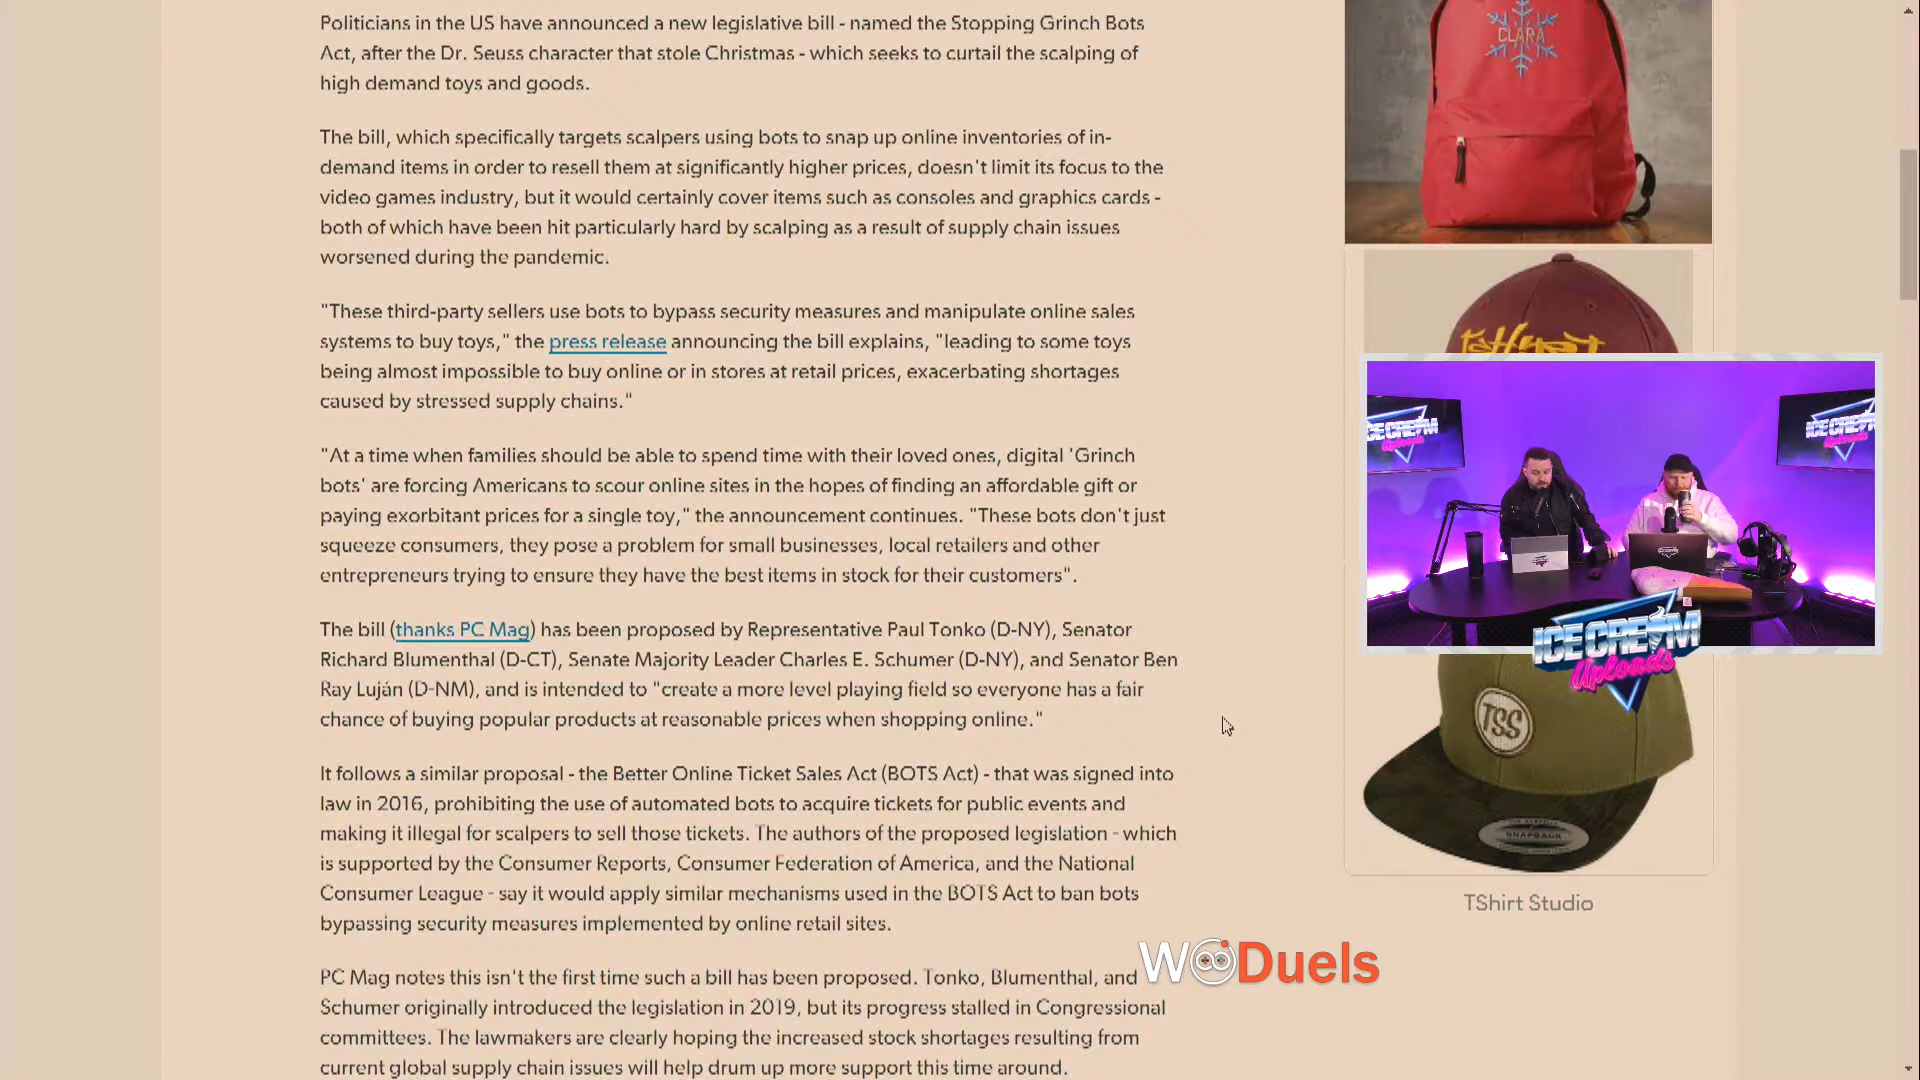 Politicians in the US have announced a new legislative bill - named the Stopping Grinch Bots
Act, after the Dr. Seuss character that stole Christmas - which seeks to curtail the scalping of
high demand toys and goods.
The bill, which specifically targets scalpers using bots to snap up online inventories of in-
demand items in order to resell them at significantly higher prices, doesn't limit its focus to the
video games industry, but it would certainly cover items such as consoles and graphics cards -
both of which have been hit particularly hard by scalping as a result of supply chain issues
worsened during the pandemic.
"These third-party sellers use bots to bypass security measures and manipulate online sales
systems to buy toys," the press release announcing the bill explains, "leading to some toys
being almost impossible to buy online or in stores at retail prices, exacerbating shortages
caused by stressed supply chains."
"At a time when families should be able to spend time with their loved ones, digital 'Grinch
bots' are forcing Americans to scour online sites in the hopes of finding an affordable gift or
paying exorbitant prices for a single toy," the announcement continues. "These bots don't just
squeeze consumers, they pose a problem for small businesses, local retailers and other
entrepreneurs trying to ensure they have the best items in stock for their customers".
The bill (thanks PC Mag) has been proposed by Representative Paul Tonko (D-NY), Senator
Richard Blumenthal (D-CT), Senate Majority Leader Charles E. Schumer (D-NY), and Senator Ben
Ray Luján (D-NM), and is intended to "create a more level playing field so everyone has a fair
chance of buying popular products at reasonable prices when shopping online."
It follows a similar proposal - the Better Online Ticket Sales Act (BOTS Act) - that was signed into
law in 2016, prohibiting the use of automated bots to acquire tickets for public events and
making it illegal for scalpers to sell those tickets. The authors of the proposed legislation - which
is supported by the Consumer Reports, Consumer Federation of America, and the National
Consumer League - say it would apply similar mechanisms used in the BOTS Act to ban bots
bypassing security measures implemented by online retail sites.
PC Mag notes this isn't the first time such a bill has been proposed. Tonko, Blumenthal, and
Schumer originally introduced the legislation in 2019, but its progress stalled in Congressional
committees. The lawmakers are clearly hoping the increased stock shortages resulting from
current global supply chain issues will help drum up more support this time around.
CLARA
ICE CREAM
Uploads
ICE CREAM
Uploads
ICE CREAM
Uploads
TSS
SNAPBACK
TShirt Studio
WooDuels